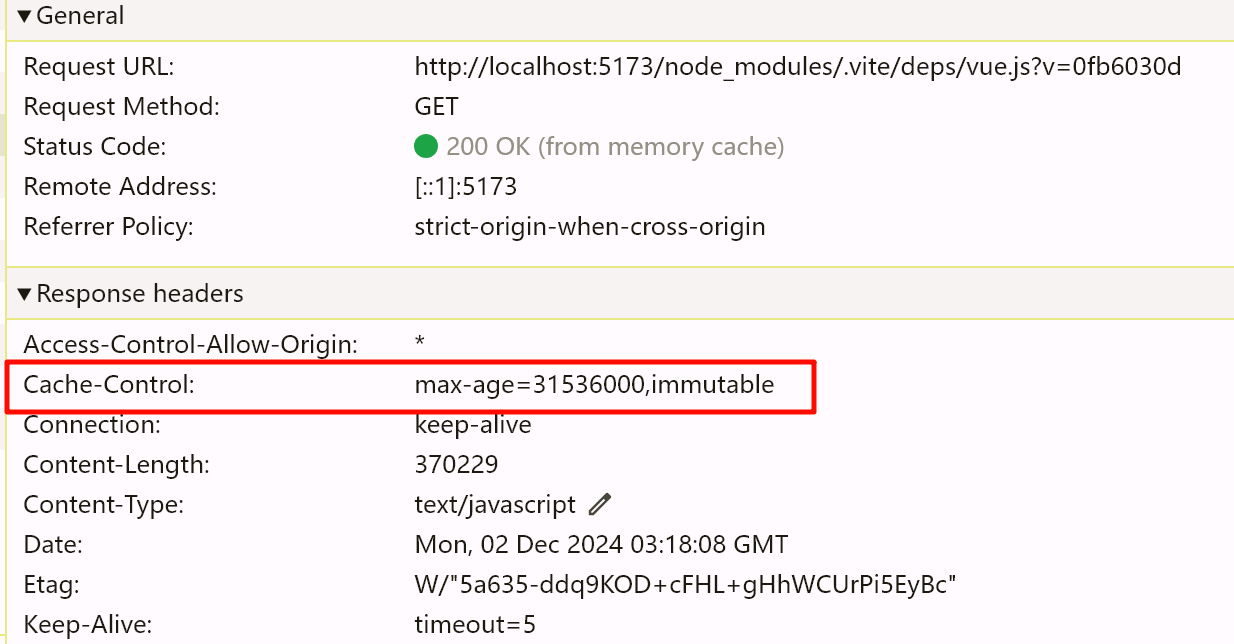 ▼General
Request URL: http://localhost:5173/node_modules/.vite/deps/vue.js?v=0fb6030d
Request Method: GET
Status Code: 200 OK (from memory cache)
Remote Address: [::1]:5173
Referrer Policy: strict-origin-when-cross-origin
▼Response headers
Access-Control-Allow-Origin: *
Cache-Control: max-age=31536000,immutable
Connection: keep-alive
Content-Length: 370229
Content-Type: text/javascript
Date: Mon, 02 Dec 2024 03:18:08 GMT
Etag: W/"5a635-ddq9KOD+cFHL+gHhWCUrPi5EyBc"
Keep-Alive: timeout=5